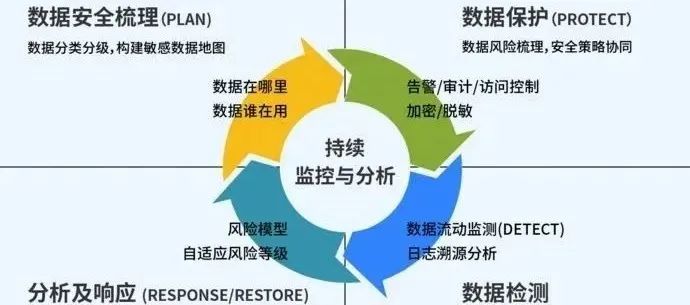 数据安全梳理(PLAN)
数据分类分级，构建敏感数据地图
数据保护 (PROTECT)
数据风险梳理，安全策略协同
数据在哪里
数据谁在用
告警/审计/访问控制
加密/脱敏
持续
监控与分析
风险模型
自适应风险等级
数据流动监测(DETECT)
日志溯源分析
分析及响应 (RESPONSE/RESTORE)
数据检测